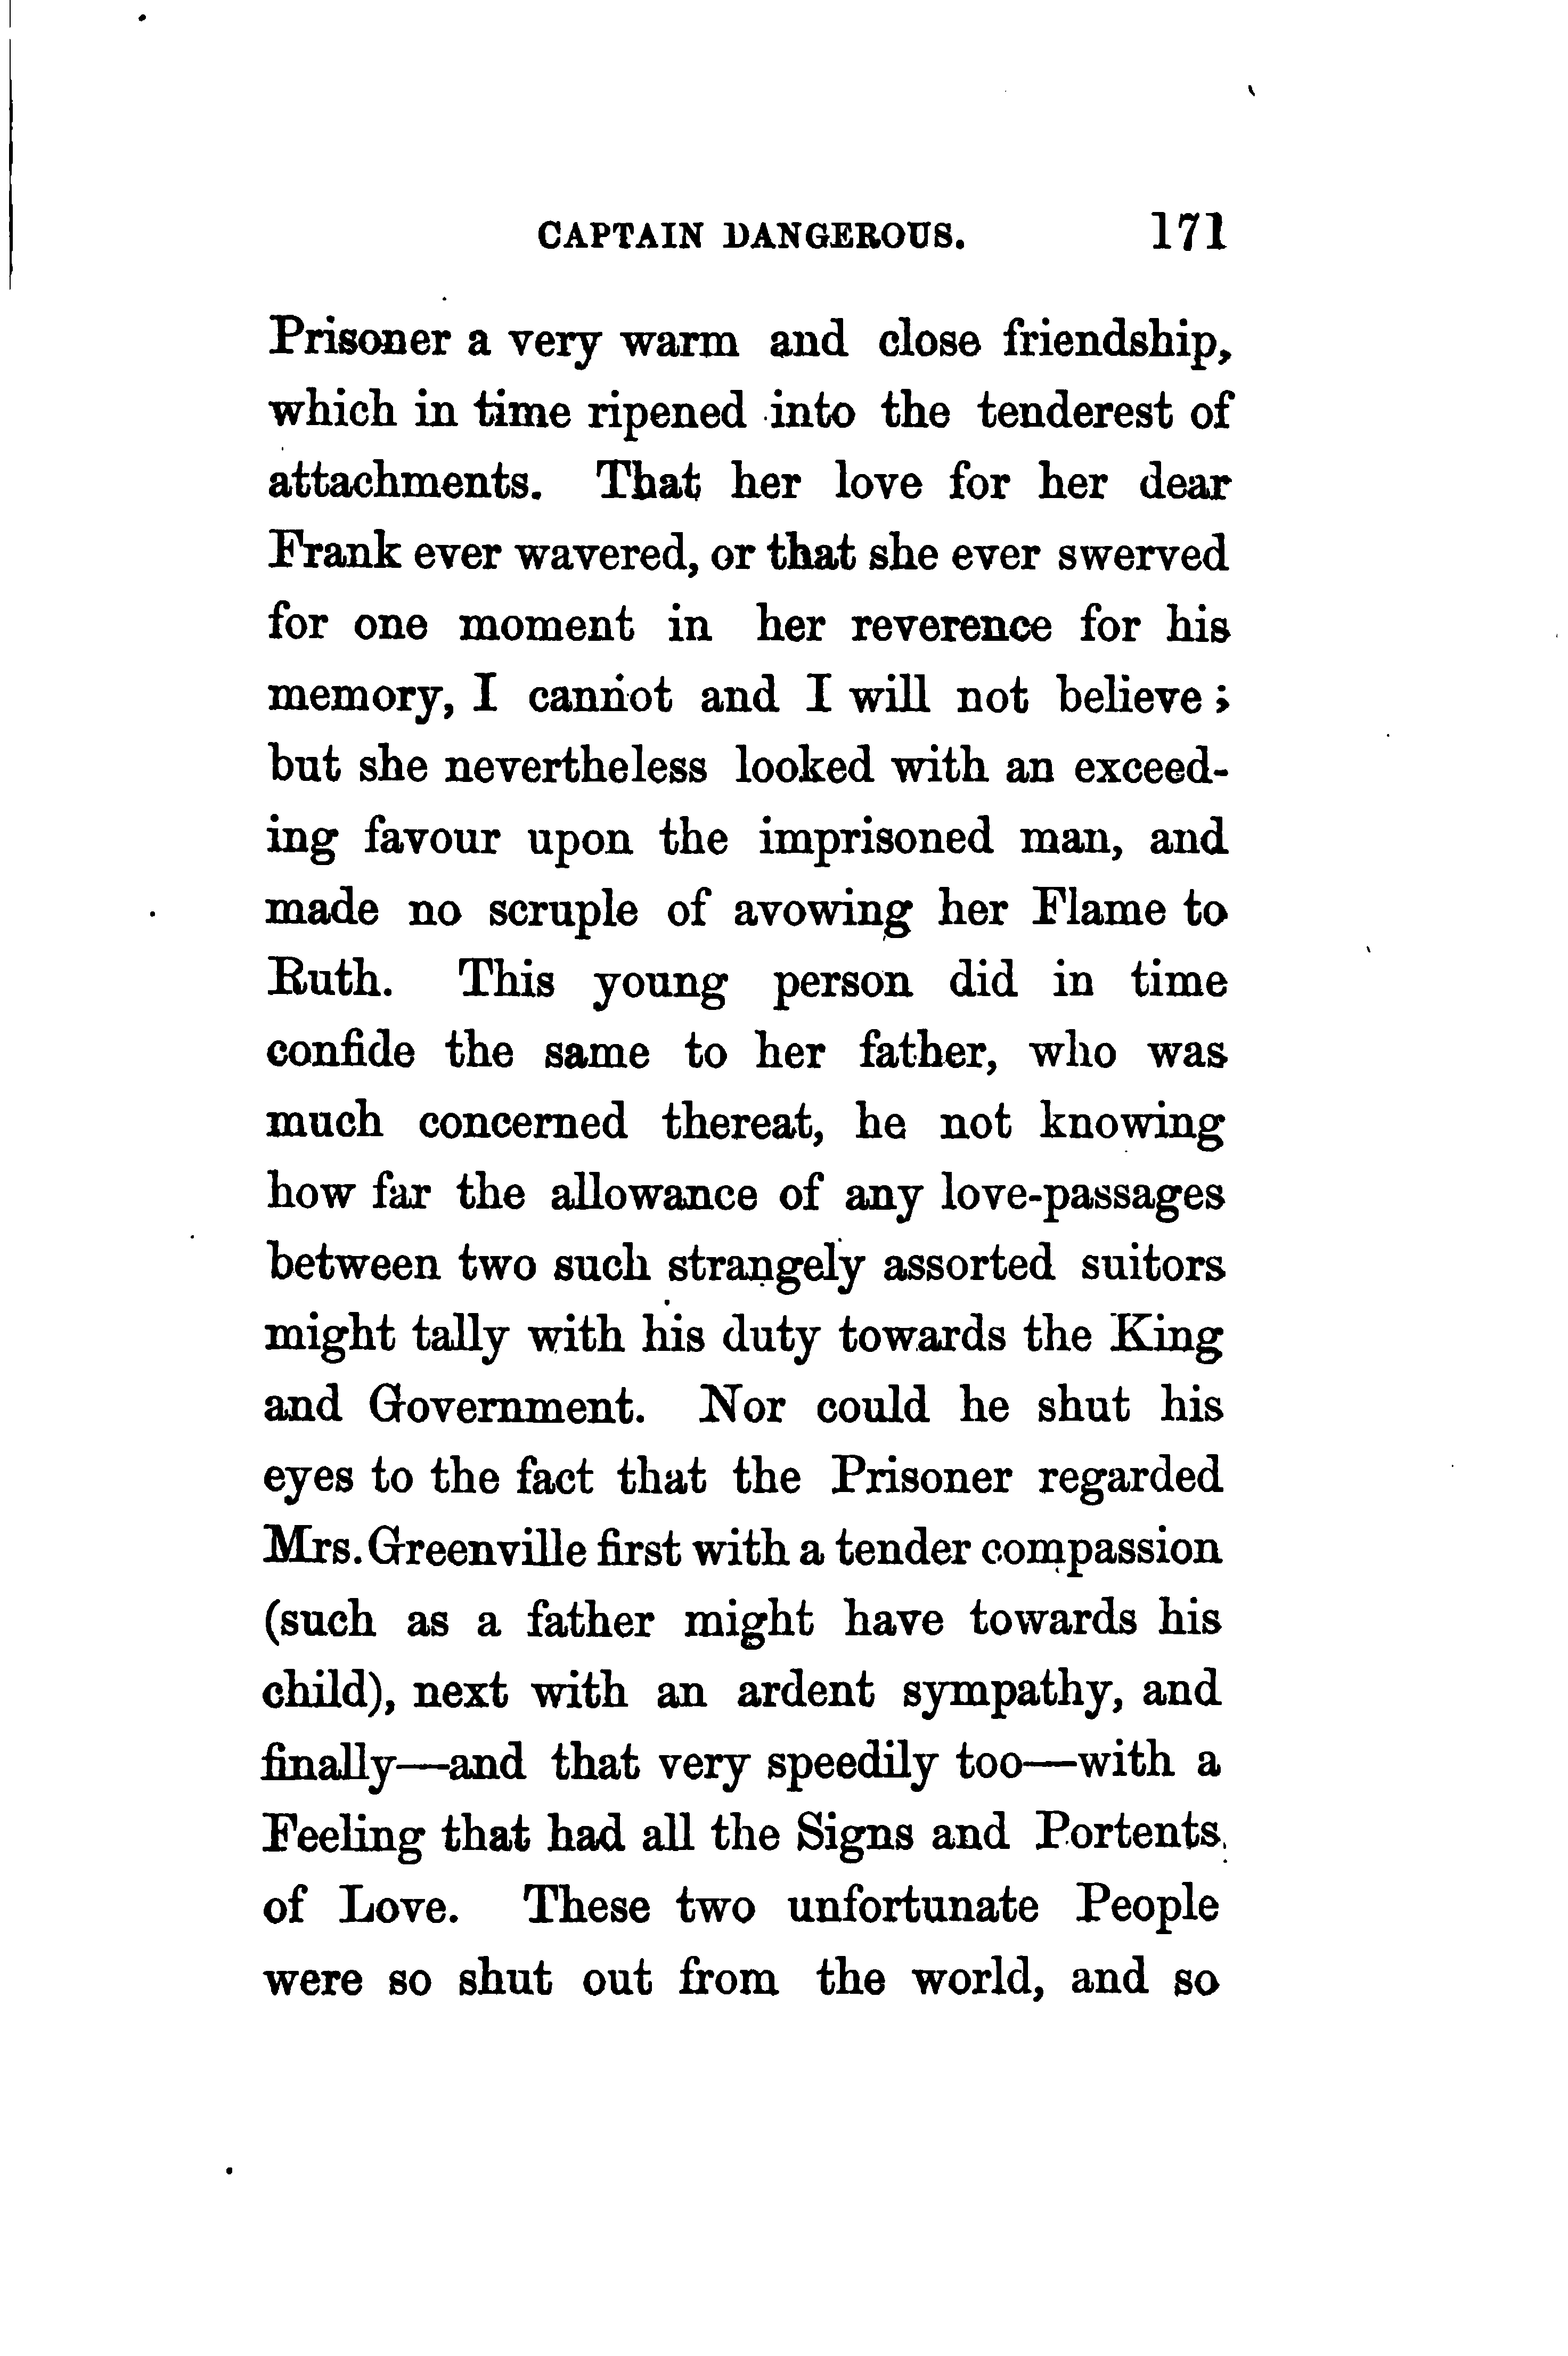 CAPTAIN DANGEROUS. 171
Prisoner a very warm and close friendship,
which in time ripened into the tenderest of
attachments. That her love for her dear
Frank ever wavered, or that she ever swerved
for one moment in her reverence for his
memory, I cannot and I will not believe;
but she nevertheless looked with an exceed-
ing favour upon the imprisoned man, and
made no scruple of avowing her Flame to
Ruth. This young person did in time
confide the same to her father, who was
much concerned thereat, he not knowing
how far the allowance of any love-passages
between two such strangely assorted suitors
might tally with his duty towards the King
and Government. Nor could he shut his
eyes to the fact that the Prisoner regarded
Mrs. Greenville first with a tender compassion
(such as a father might have towards his
child), next with an ardent sympathy, and
finally—and that very speedily too—with a
Feeling that had all the Signs and Portents
of Love. These two unfortunate People
were so shut out from the world, and so